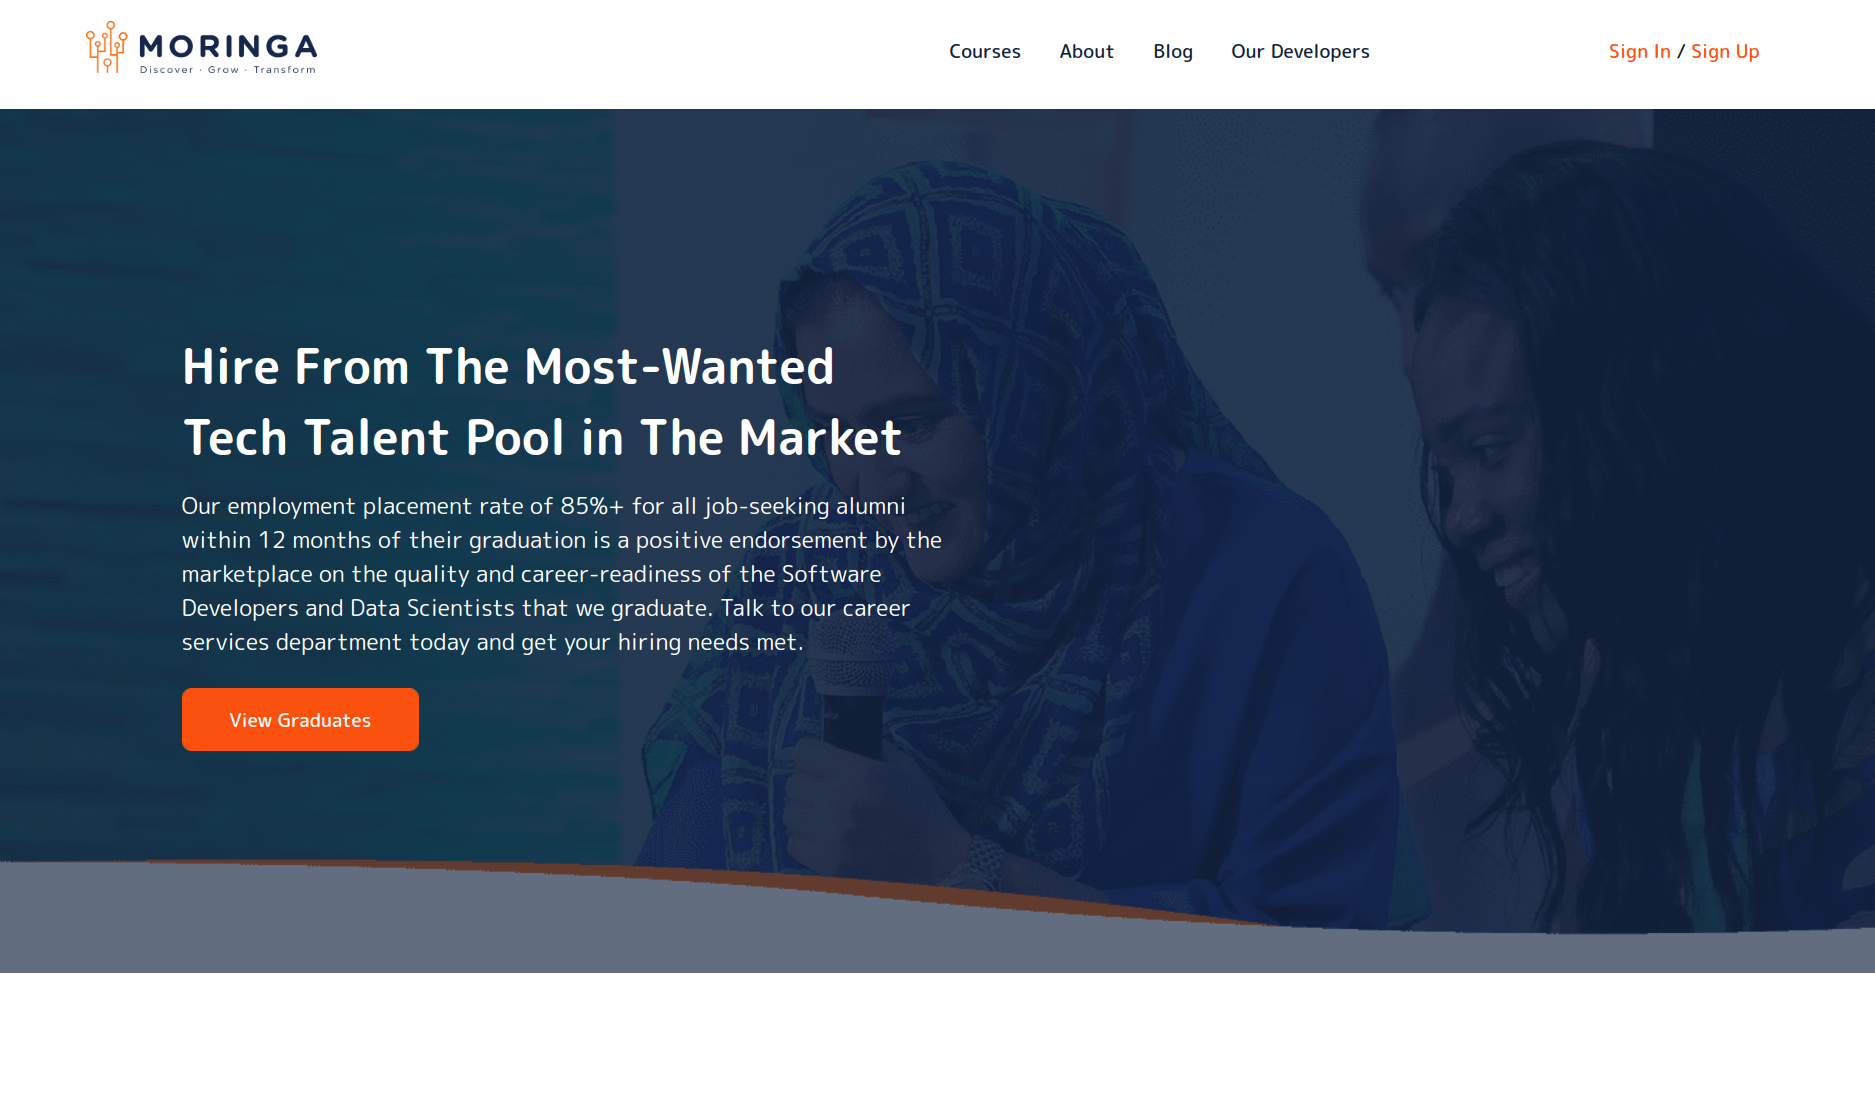 MORINGA
Discover · Grow · Transform
Courses About Blog Our Developers
Sign In / Sign Up
Hire From The Most-Wanted
Tech Talent Pool in The Market
Our employment placement rate of 85%+ for all job-seeking alumni
within 12 months of their graduation is a positive endorsement by the
marketplace on the quality and career-readiness of the Software
Developers and Data Scientists that we graduate. Talk to our career
services department today and get your hiring needs met.
View Graduates